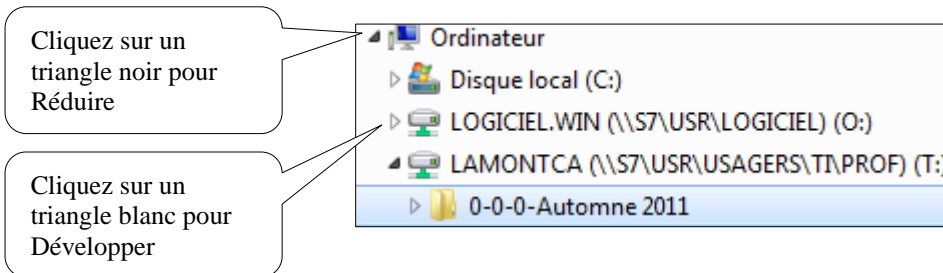 Cliquez sur un
triangle noir pour
Réduire
Cliquez sur un
triangle blanc pour
Développer
Ordinateur
Disque local (C:)
LOGICIEL.WIN (\\S7\USR\LOGICIEL) (O:)
LAMONTCA (\\S7\USR\USAGERS\TI\PROF) (T:)
0-0-0-Automne 2011